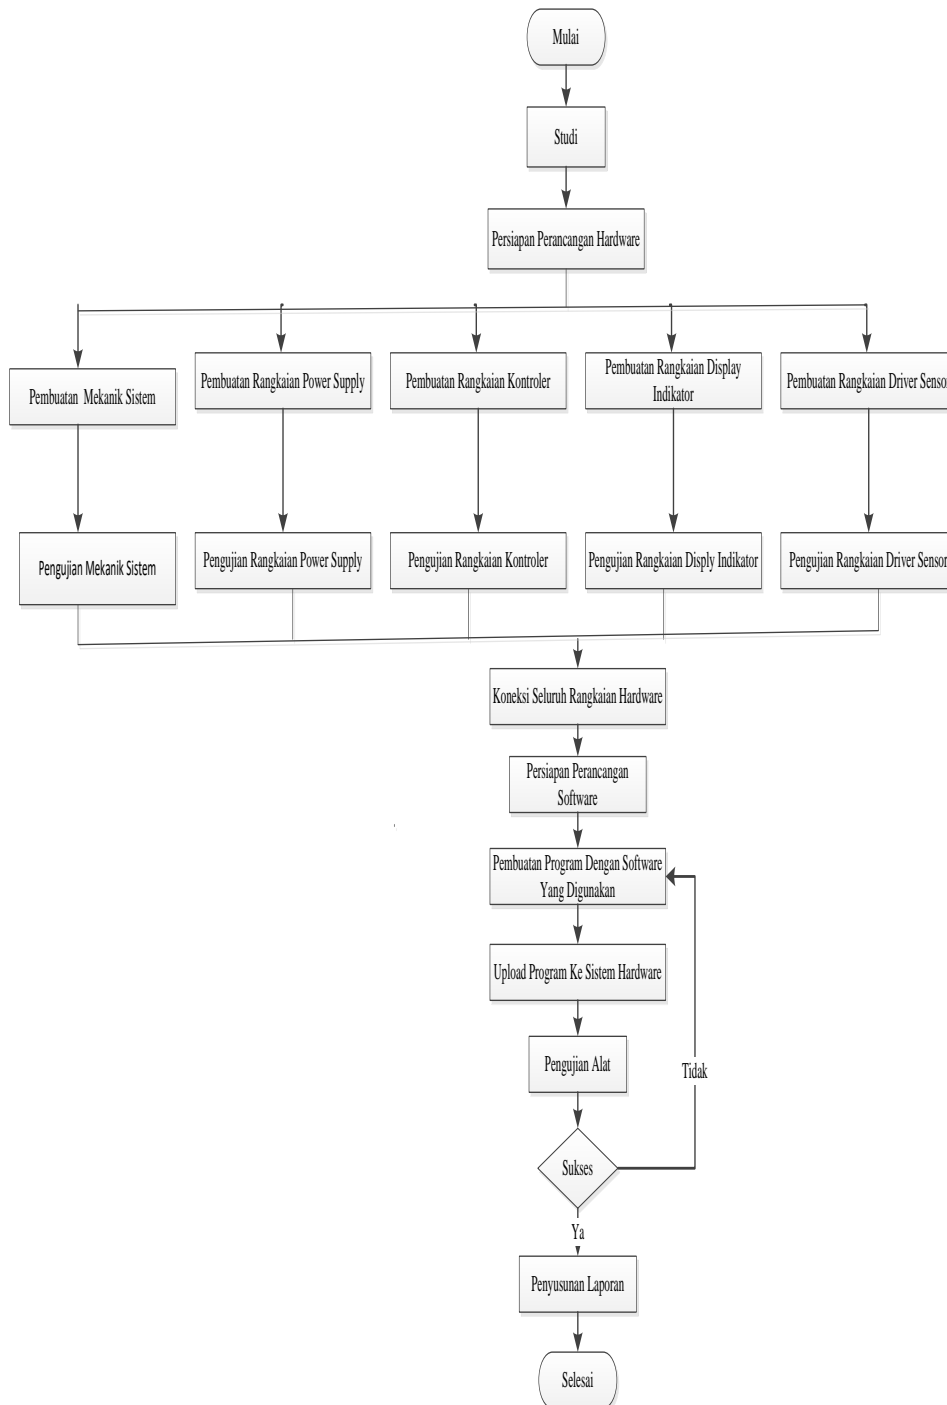 Mulai
Studi
Persiapan Perancangan Hardware
Pembuatan Mekanik Sistem
Pembuatan Rangkaian Power Supply
Pembuatan Rangkaian Kontroler
Pembuatan Rangkaian Display
Indikator
Pembuatan Rangkaian Driver Sensor
Pengujian Mekanik Sistem
Pengujian Rangkaian Power Supply
Pengujian Rangkaian Kontroler
Pengujian Rangkaian Disply Indikator
Pengujian Rangkaian Driver Sensor
Koneksi Seluruh Rangkaian Hardware
Persiapan Perancangan
Software
Pembuatan Program Dengan Software
Yang Digunakan
Upload Program Ke Sistem Hardware
Pengujian Alat
Tidak
Sukses
Ya
Penyusunan Laporan
Selesai